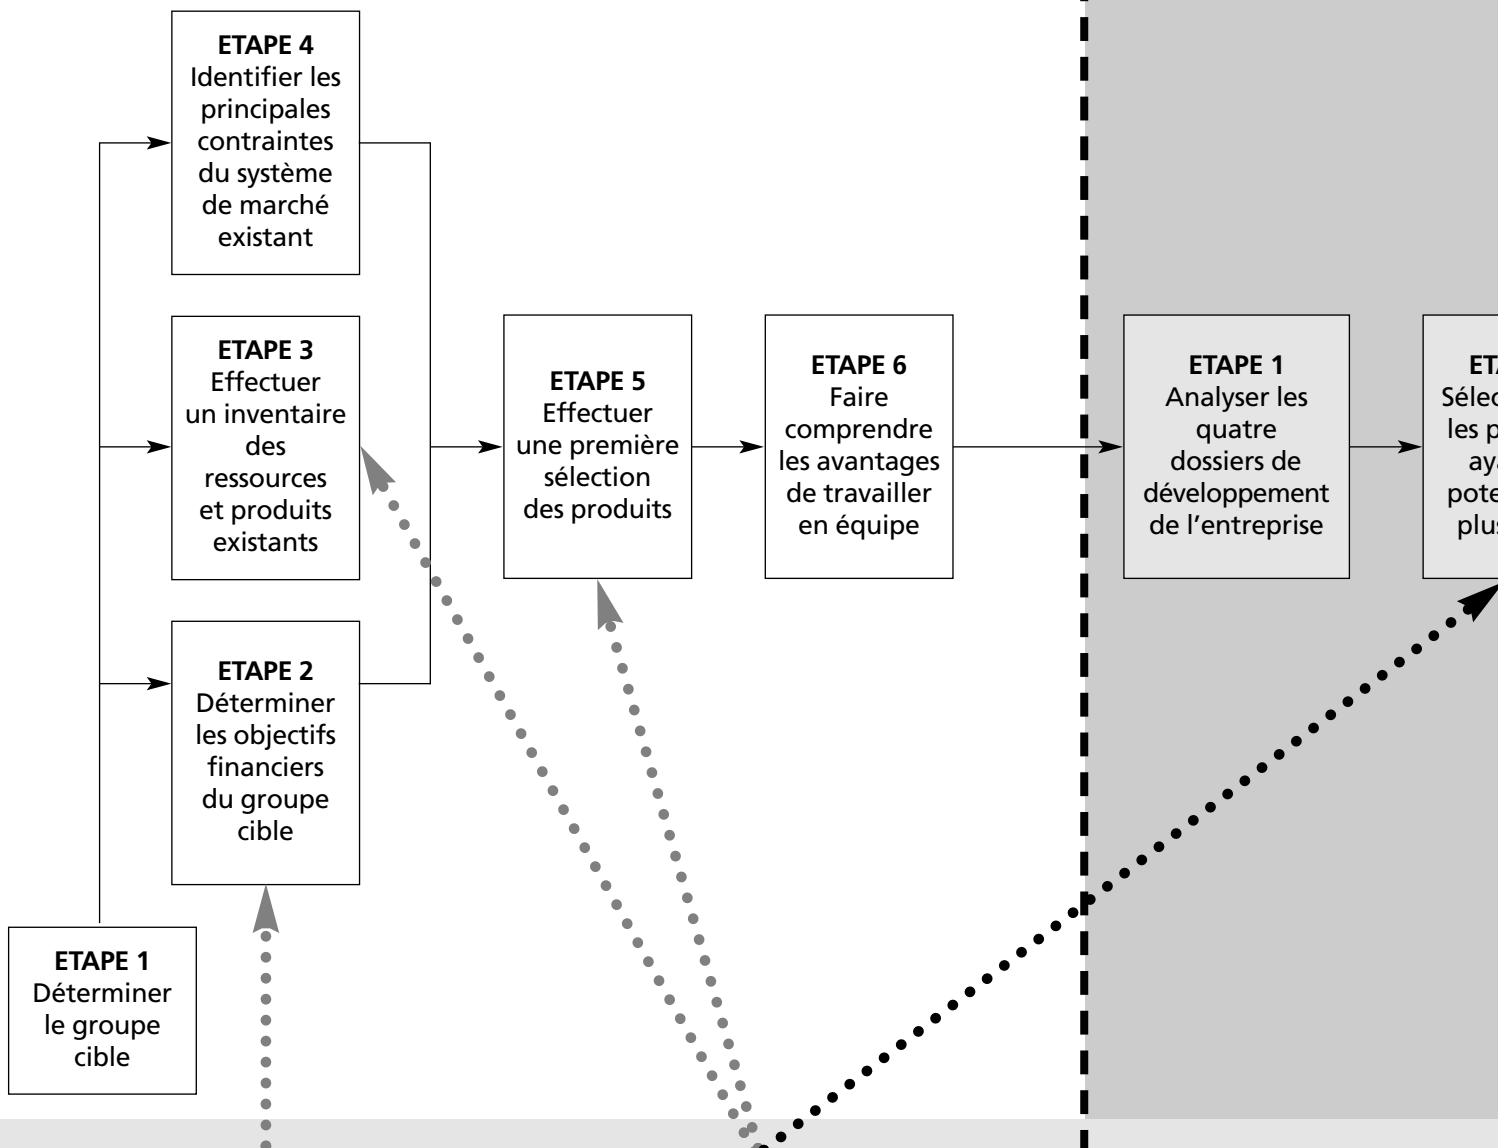 ETAPE 4
Identifier les
principales
contraintes
du système
de marché
existant
ETAPE 3
Effectuer
un inventaire
des
ressources
et produits
existants
ETAPE 2
Déterminer
les objectifs
financiers
du groupe
cible
ETAPE 1
Déterminer
le groupe
cible
ETAPE 5
Effectuer
une première
sélection
des produits
ETAPE 6
Faire
comprendre
les avantages
de travailler
en équipe
ETAPE 1
Analyser les
quatre
dossiers de
développement
de l’entreprise
les